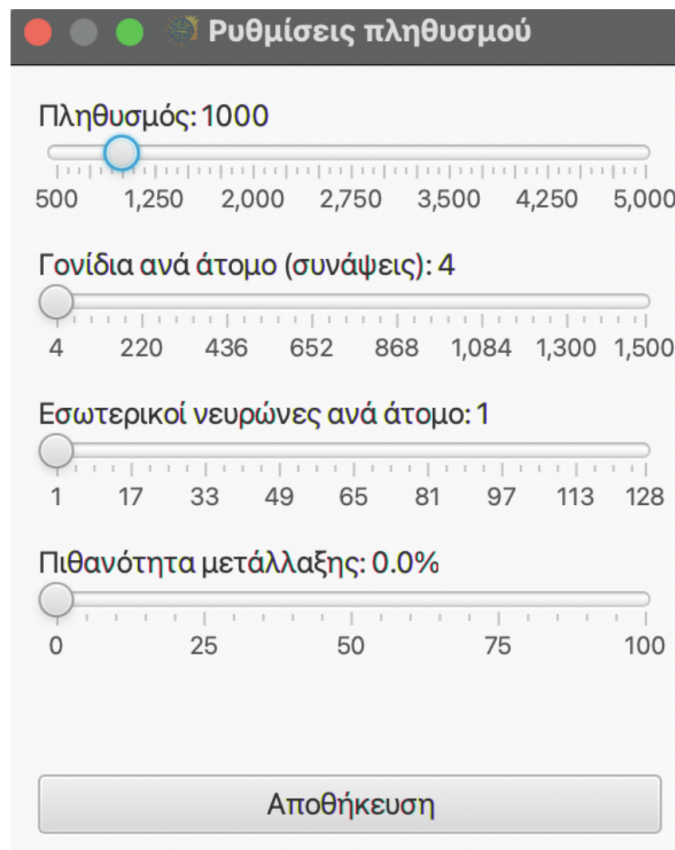 Ρυθμίσεις πληθυσμού
Πληθυσμός: 1000
500 1,250 2,000 2,750 3,500 4,250 5,000
Γονίδια ανά άτομο (συνάψεις): 4
4 220 436 652 868 1,084 1,300 1,500
Εσωτερικοί νευρώνες ανά άτομο: 1
1 17 33 49 65 81 97 113 128
Πιθανότητα μετάλλαξης: 0.0%
0 25 50 75 100
Αποθήκευση